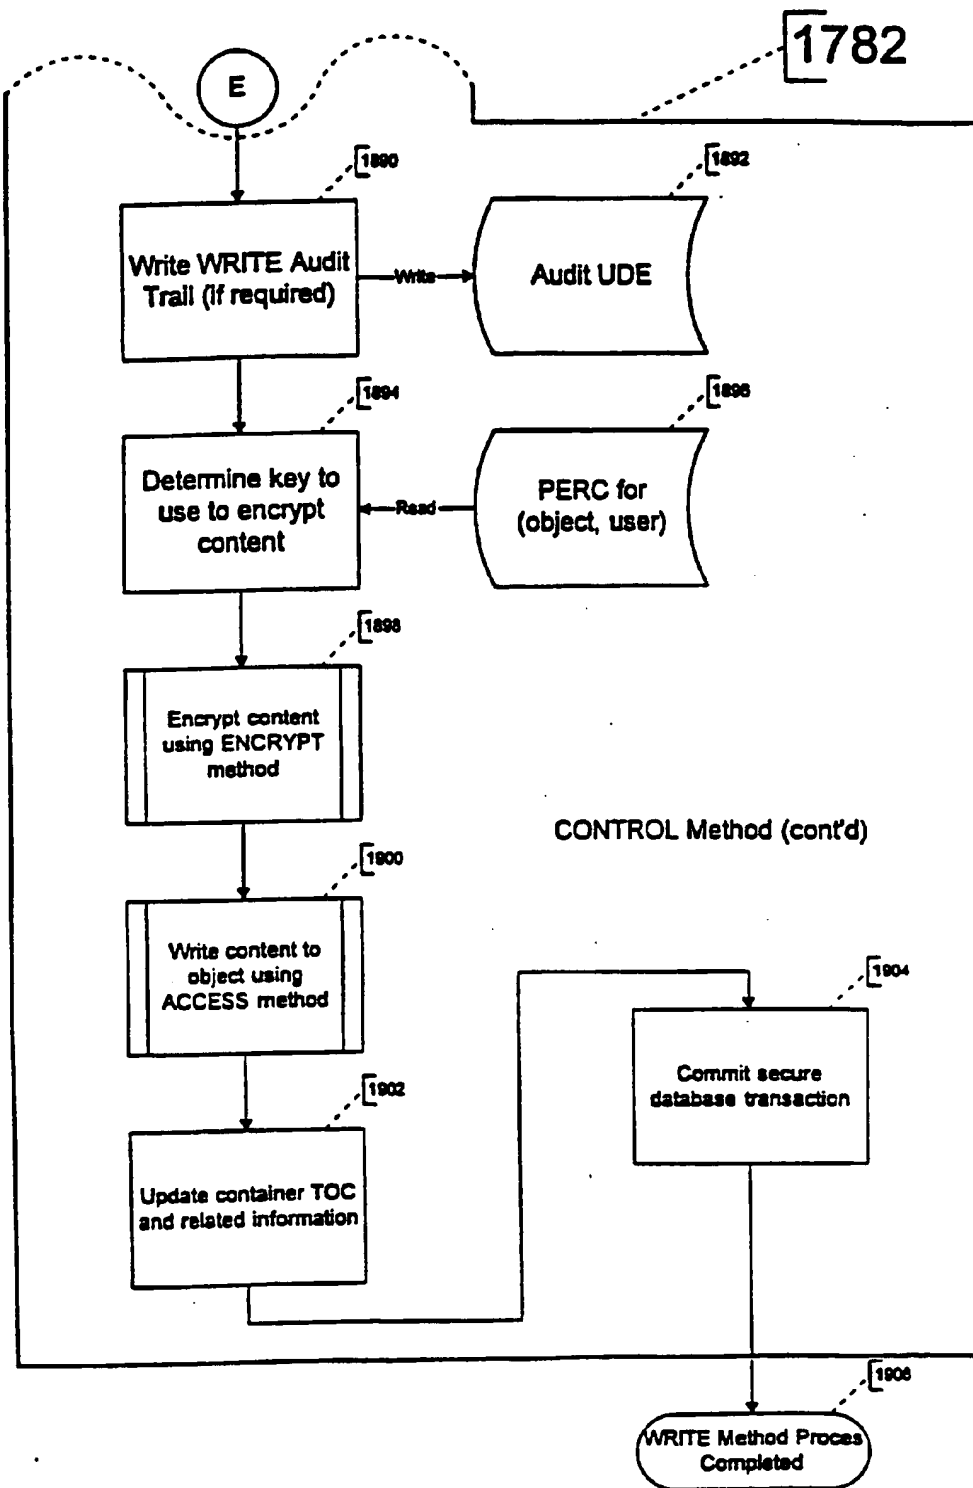 1782
E
1890
Write WRITE Audit
Trail (if required)
Write
1892
Audit UDE
1894
Determine key to
use to encrypt
content
Read
1896
PERC for
(object, user)
1898
Encrypt content
using ENCRYPT
method
CONTROL Method (cont'd)
1900
Write content to
object using
ACCESS method
1902
Update container TOC
and related information
1904
Commit secure
database transaction
1906
WRITE Method Proces
Completed